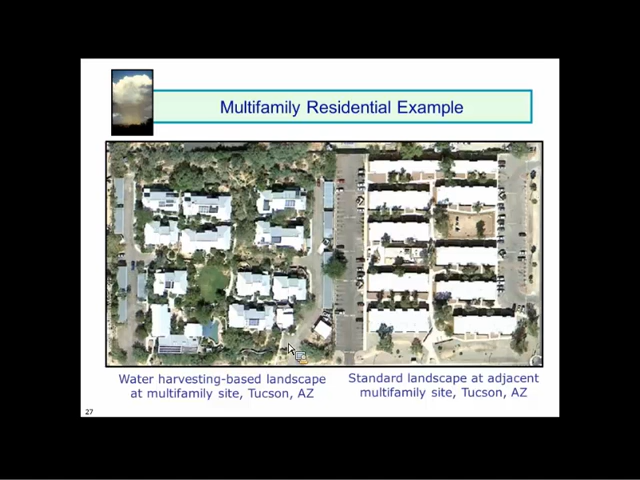 Multifamily Residential Example
Water harvesting-based landscape
at multifamily site, Tucson, AZ
Standard landscape at adjacent
multifamily site, Tucson, AZ
27